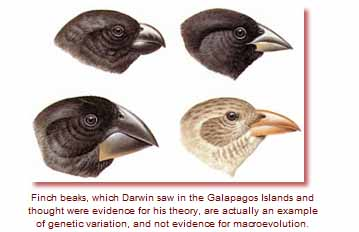 Finch beaks, which Darwin saw in the Galapagos Islands and
thought were evidence for his theory, are actually an example
of genetic variation, and not evidence for macroevolution.